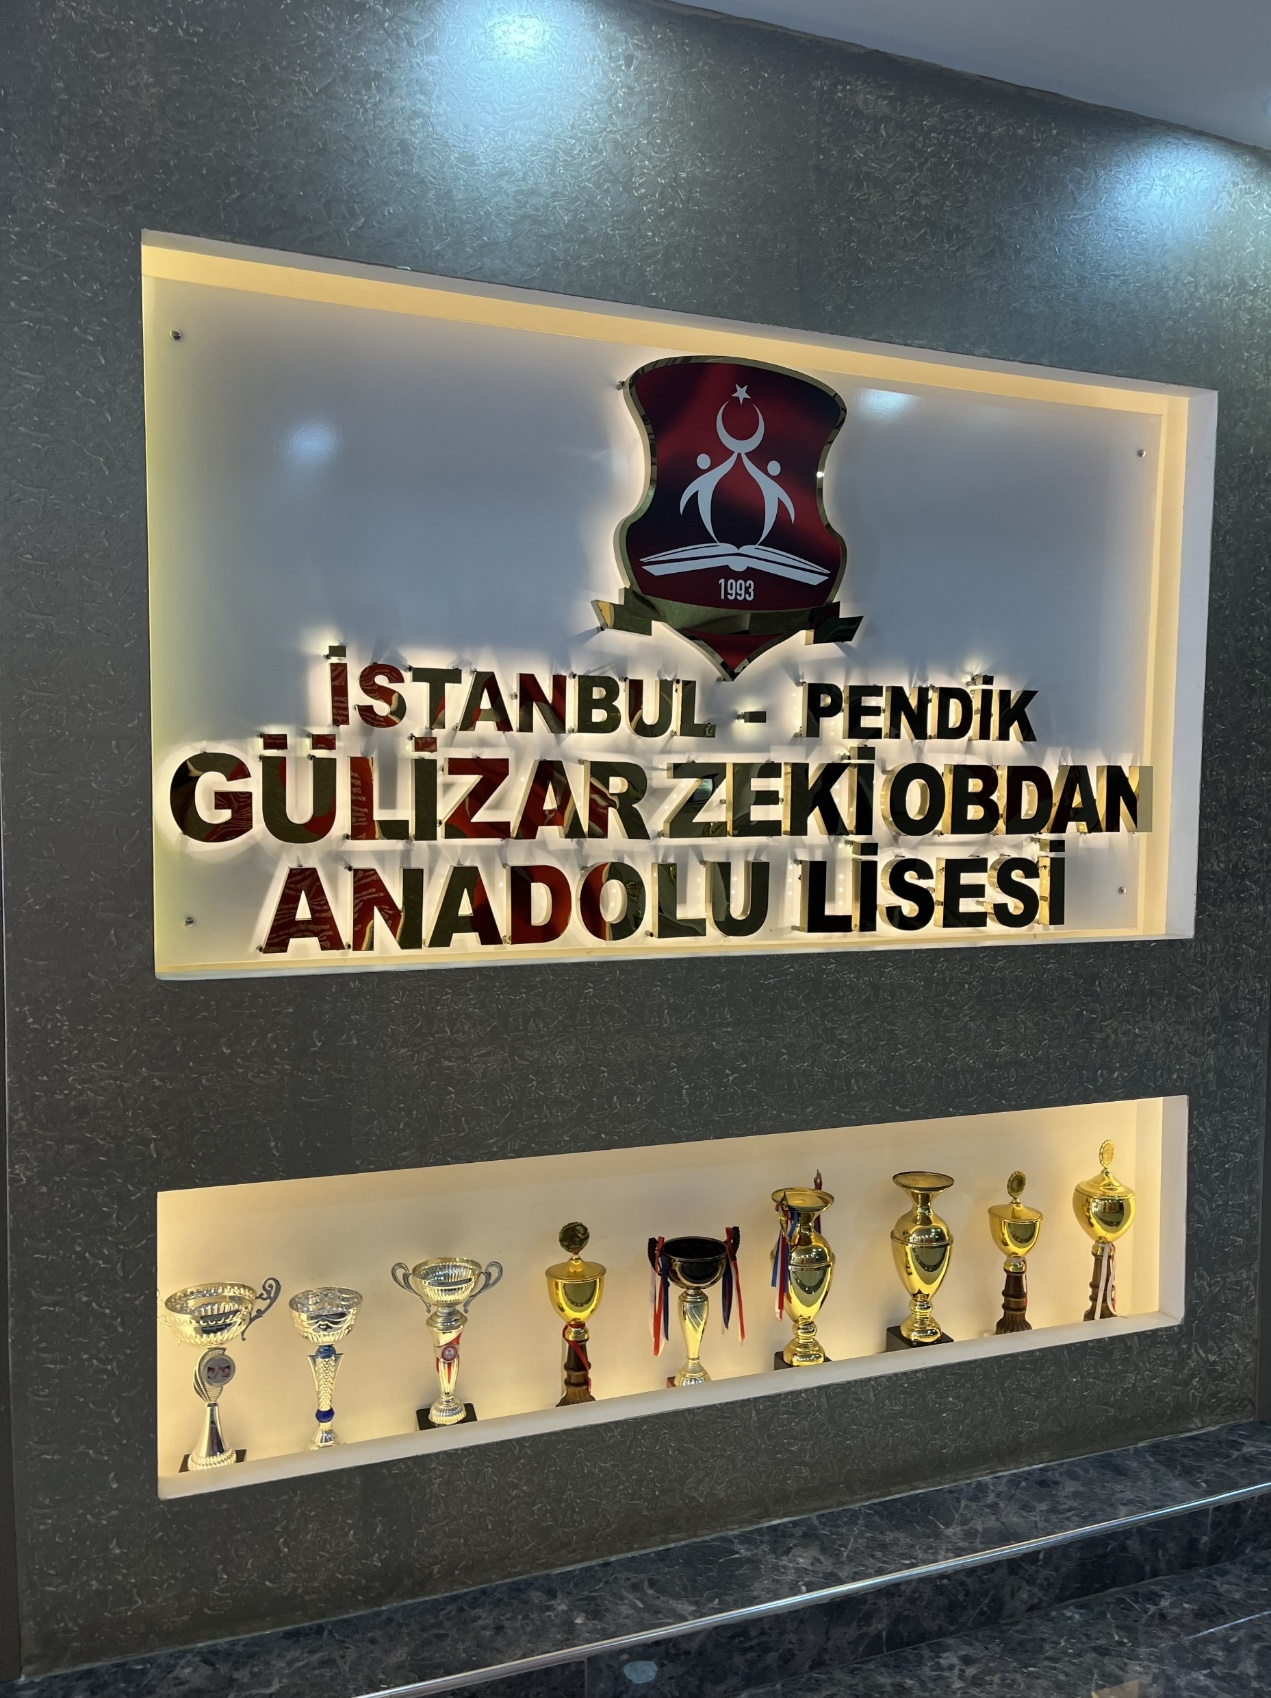 1993
İSTANBUL - PENDİK
GÜLİZAR ZEKİ OBDAN
ANADOLU LİSESİ